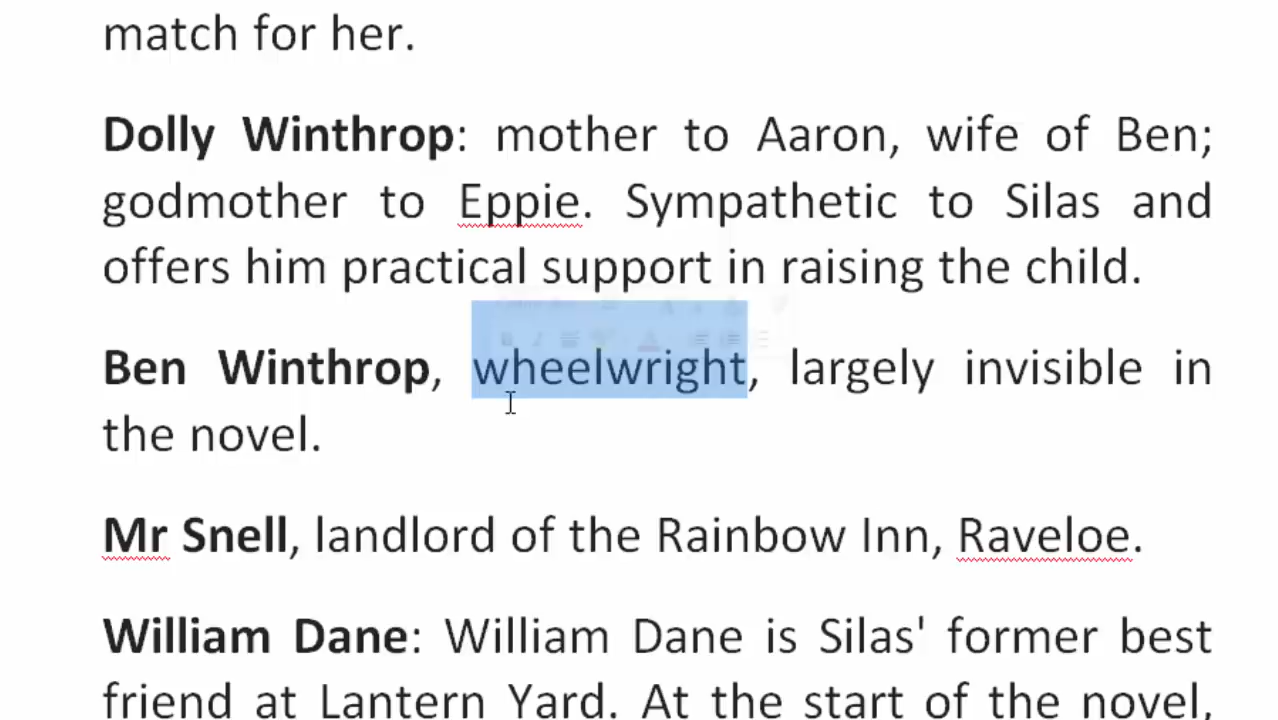 match for her.
Dolly Winthrop: mother to Aaron, wife of Ben;
godmother to Eppie. Sympathetic to Silas and
offers him practical support in raising the child.
Ben Winthrop, wheelwright, largely invisible in
the novel.
Mr Snell, landlord of the Rainbow Inn, Raveloe.
William Dane: William Dane is Silas' former best
friend at Lantern Yard. At the start of the novel,